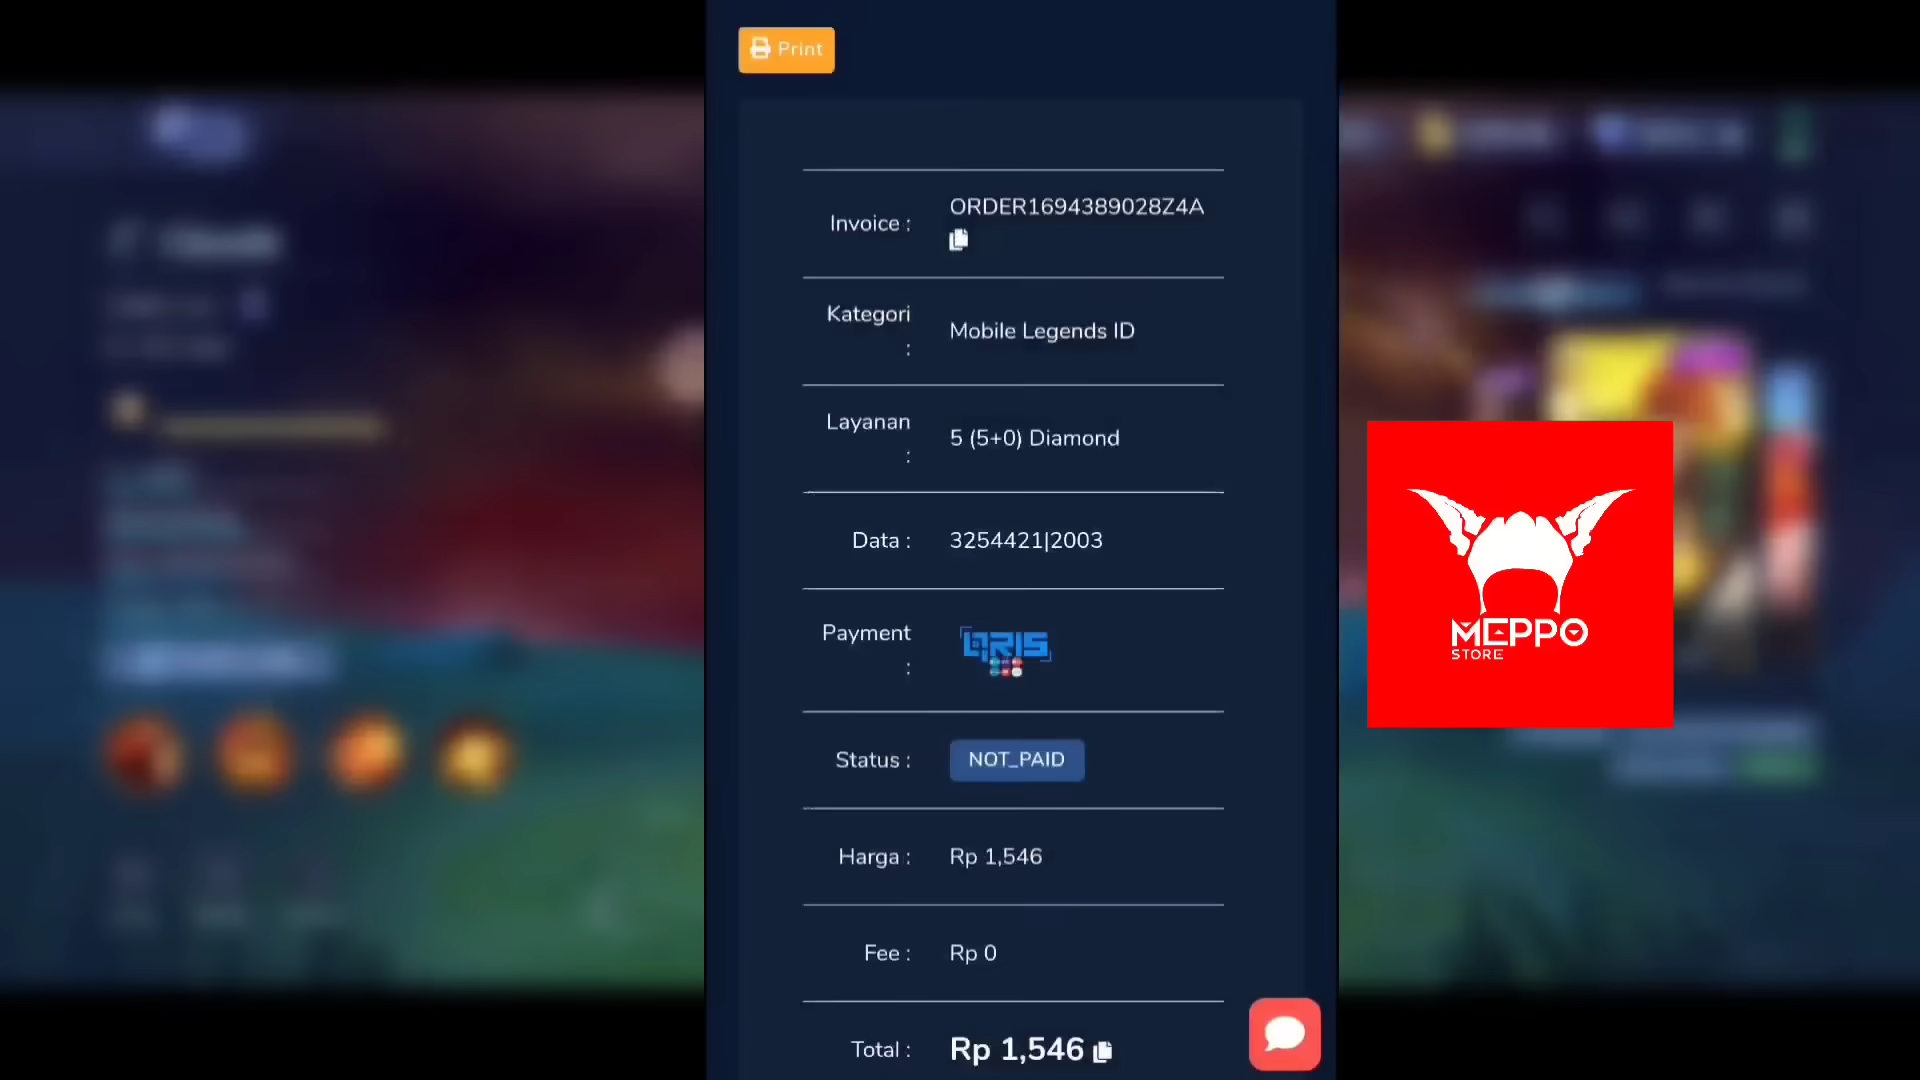 Print
Invoice :
ORDER1694389028Z4A
Kategori
:
Mobile Legends ID
Layanan
:
5 (5+0) Diamond
Data :
3254421|2003
Payment
:
QRIS
Status :
NOT_PAID
Harga :
Rp 1,546
Fee :
Rp 0
Total :
Rp 1,546
MEPPO
STORE